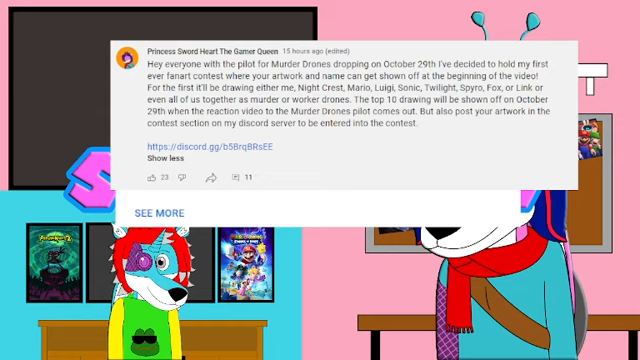 Princess Sword Heart The Gamer Queen 15 hours ago (edited)
Hey everyone with the pilot for Murder Drones dropping on October 29th I've decided to hold my first
ever fanart contest where your artwork and name can get shown off at the beginning of the video!
For the first it'll be drawing either me, Night Crest, Mario, Luigi, Sonic, Twilight, Spyro, Fox, or Link or
even all of us together as murder or worker drones. The top 10 drawing will be shown off on October
29th when the reaction video to the Murder Drones pilot comes out. But also post your artwork in the
contest section on my discord server to be entered into the contest.
https://discord.gg/b5BrqBRsEE
Show less
23
11
SEE MORE